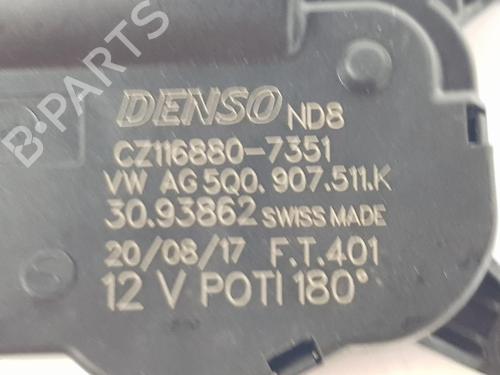 DENSO ND8
CZ116880-7351
VW AG 5Q0.907.511.K
30.93862 SWISS MADE
20/08/17 F.T.401
12 V POTI 180°
B-PARTS